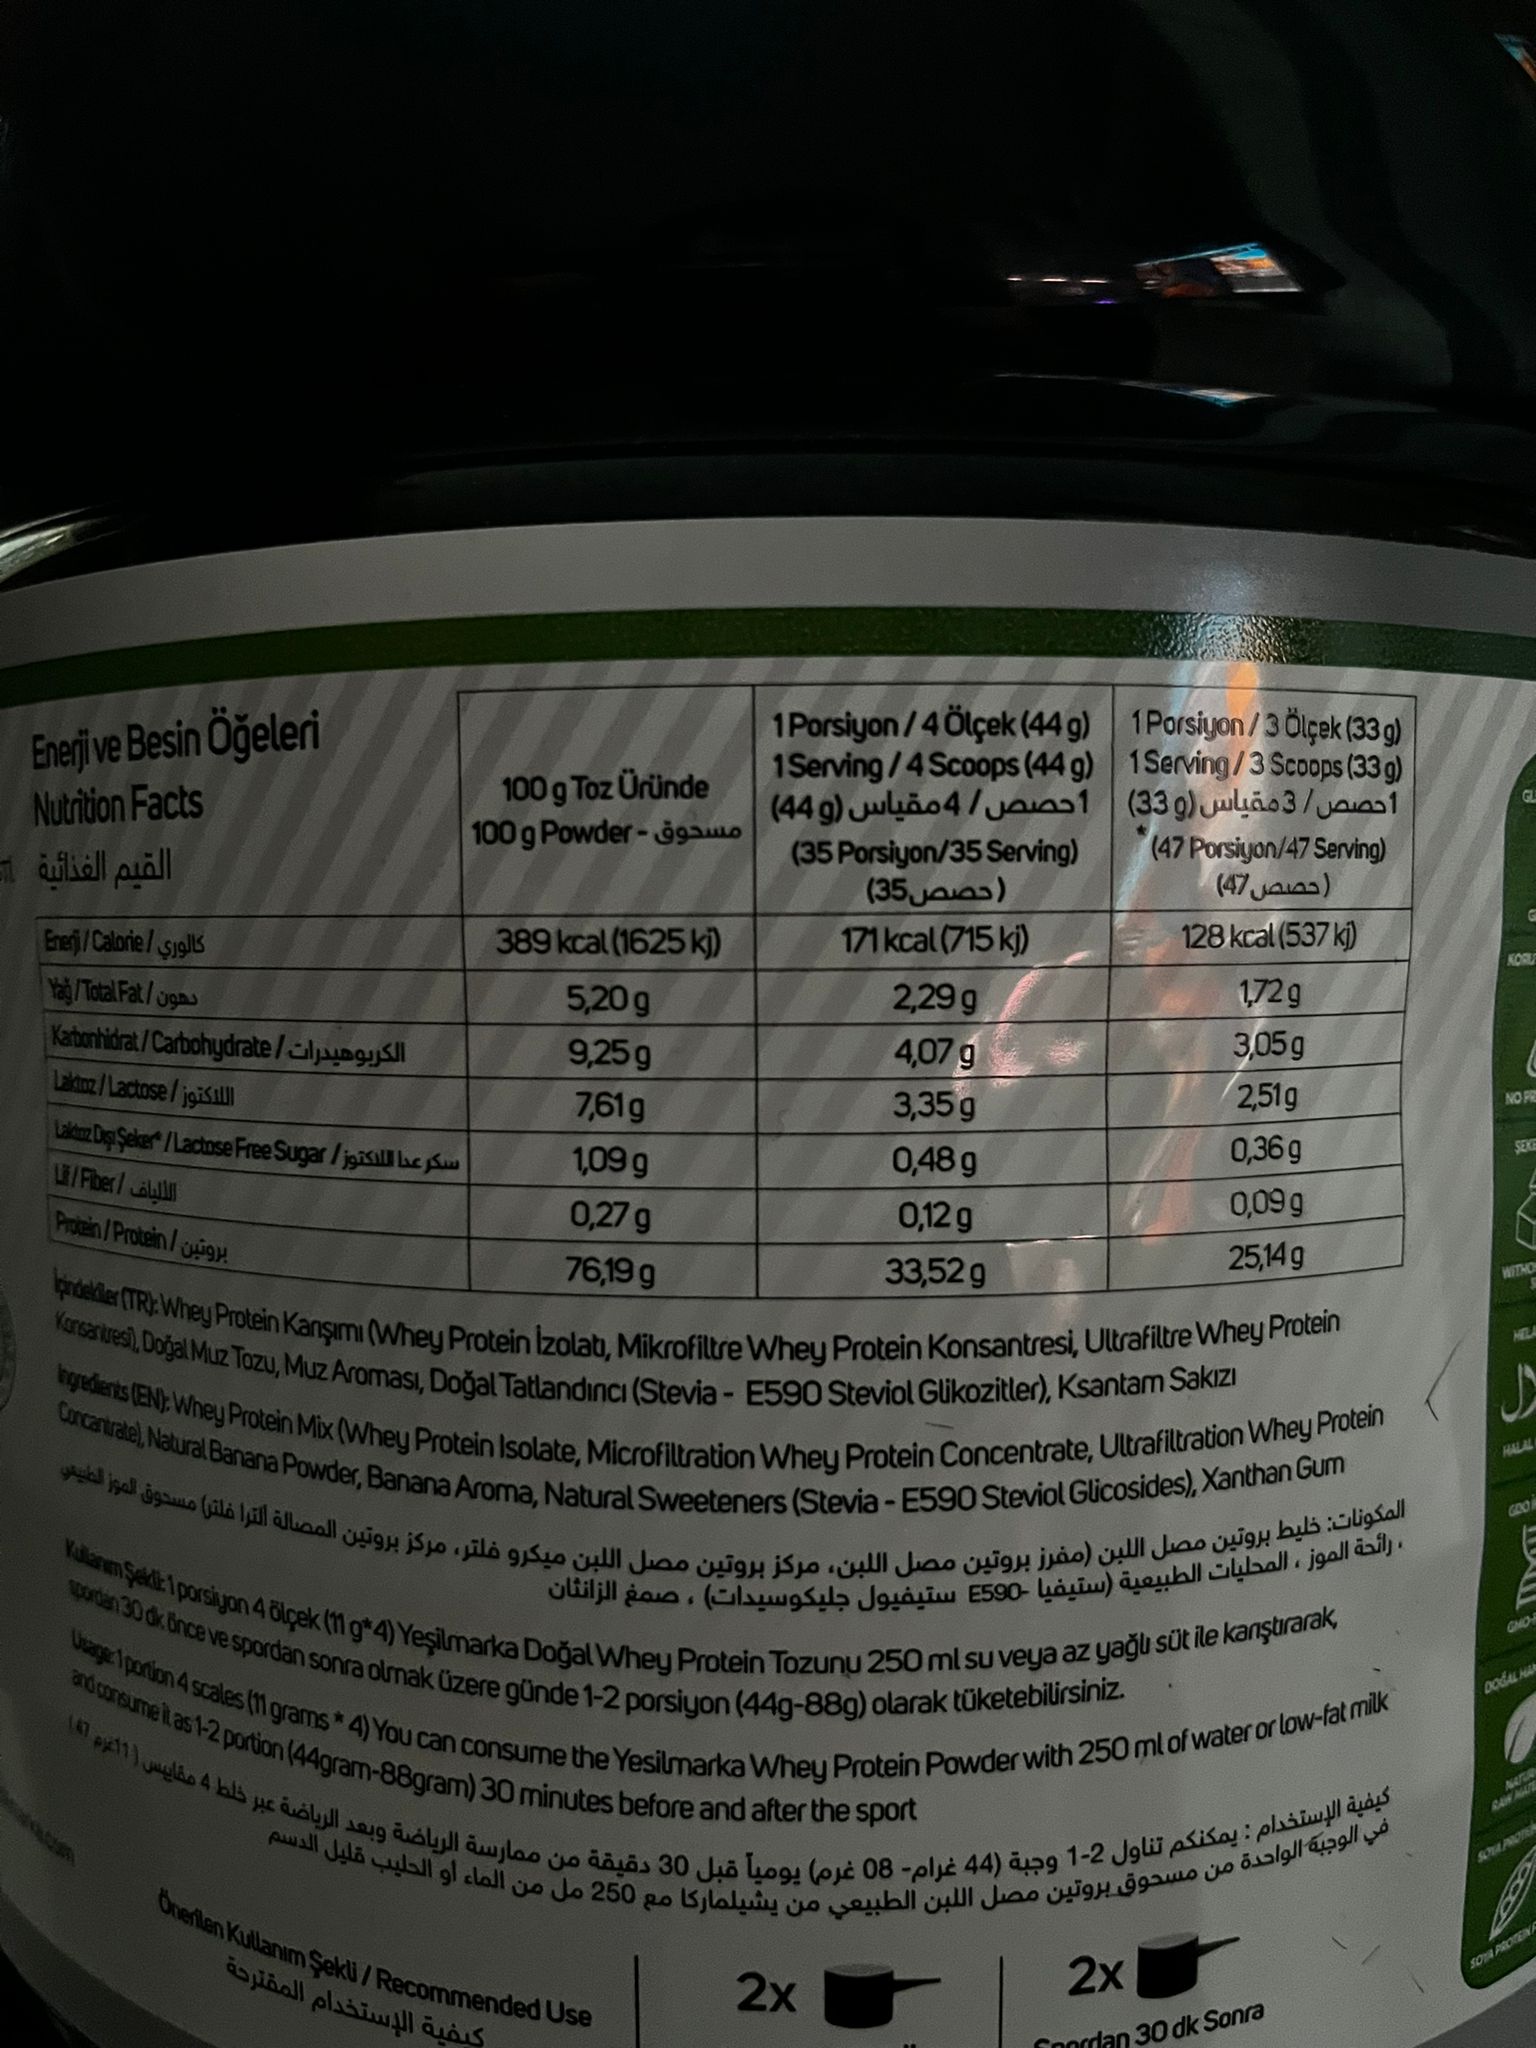 Enerji ve Besin Öğeleri
Nutrition Facts
القيم الغذائية
100 g Toz Üründe
100 g Powder - مسحوق
1 Porsiyon / 4 Ölçek (44 g)
1 Serving / 4 Scoops (44 g)
1حصص / 4 مقياس (44 g)
(35 Porsiyon/35 Serving)
(35 حصص)
1 Porsiyon / 3 Ölçek (33 g)
1 Serving / 3 Scoops (33 g)
1حصص / 3 مقياس (33 g)
*(47 Porsiyon/47 Serving)
(47 حصص)
Enerji / Calorie / كالوري 389 kcal (1625 kj) 171 kcal (715 kj) 128 kcal (537 kj)
Yağ / Total Fat / دهون 5,20 g 2,29 g 1,72 g
Karbonhidrat / Carbohydrate / الكربوهيدرات 9,25 g 4,07 g 3,05 g
Laktoz / Lactose / اللاكتوز 7,61 g 3,35 g 2,51 g
Laktoz Dışı Şeker* / Lactose Free Sugar / سكر عدا اللاكتوز 1,09 g 0,48 g 0,36 g
Lif / Fiber / الألياف 0,27 g 0,12 g 0,09 g
Protein / Protein / بروتين 76,19 g 33,52 g 25,14 g
İçindekiler (TR): Whey Protein Karışımı (Whey Protein İzolatı, Mikrofiltre Whey Protein Konsantresi, Ultrafiltre Whey Protein
Konsantresi), Doğal Muz Tozu, Muz Aroması, Doğal Tatlandırıcı (Stevia - E590 Steviol Glikozitler), Ksantam Sakızı
Ingredients (EN): Whey Protein Mix (Whey Protein Isolate, Microfiltration Whey Protein Concentrate, Ultrafiltration Whey Protein
Concantrate), Natural Banana Powder, Banana Aroma, Natural Sweeteners (Stevia - E590 Steviol Glicosides), Xanthan Gum
المكونات: خليط بروتين مصل اللبن (مفرز بروتين مصل اللبن، مركز بروتين مصل اللبن ميكرو فلتر، مركز بروتين المصالة ألترا فلتر) مسحوق الموز الطبيعي
، رائحة الموز ، المحليات الطبيعية (ستيفيا -E590 ستيفيول جليكوسيدات) ، صمغ الزانثان
Kullanım Şekli: 1 porsiyon 4 ölçek (11 g*4) Yeşilmarka Doğal Whey Protein Tozunu 250 ml su veya az yağlı süt ile karıştırarak,
spordan 30 dk önce ve spordan sonra olmak üzere günde 1-2 porsiyon (44g-88g) olarak tüketebilirsiniz.
Usage: 1 portion 4 scales (11 grams * 4) You can consume the Yesilmarka Whey Protein Powder with 250 ml of water or low-fat milk
and consume it as 1-2 portion (44gram-88gram) 30 minutes before and after the sport
كيفية الإستخدام : يمكنكم تناول 2-1 وجبة (44 غرام- 08 غرم) يومياً قبل 30 دقيقة من ممارسة الرياضة وبعد الرياضة عبر خلط 4 مقاييس (11غرم
في الوجبة الواحدة من مسحوق بروتين مصل اللبن الطبيعي من يشيلماركا مع 250 مل من الماء أو الحليب قليل الدسم
Önerilen Kullanım Şekli / Recommended Use
كيفية الإستخدام المقترحة
2x
2x
Spordan 30 dk Sonra
HALAL
SOYA PROTEIN